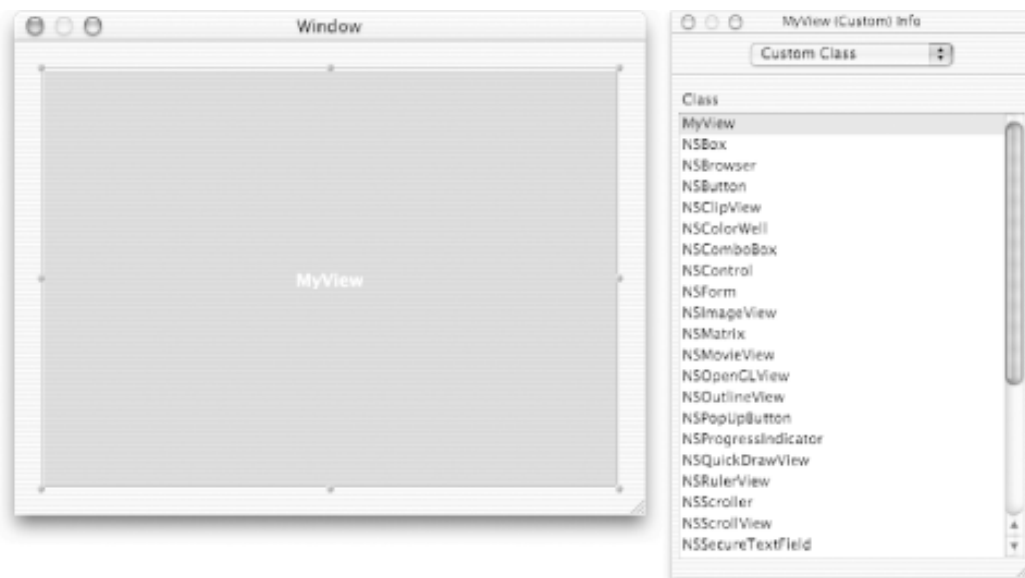 Window
MyView
MyView (Custom) Info
Custom Class
Class
MyView
NSBox
NSBrowser
NSButton
NSClipView
NSColorWell
NSComboBox
NSControl
NSForm
NSImageView
NSMatrix
NSMovieView
NSOpenGLView
NSOutlineView
NSPopUpButton
NSProgressIndicator
NSQuickDrawView
NSRulerView
NSScroller
NSScrollView
NSSecureTextField